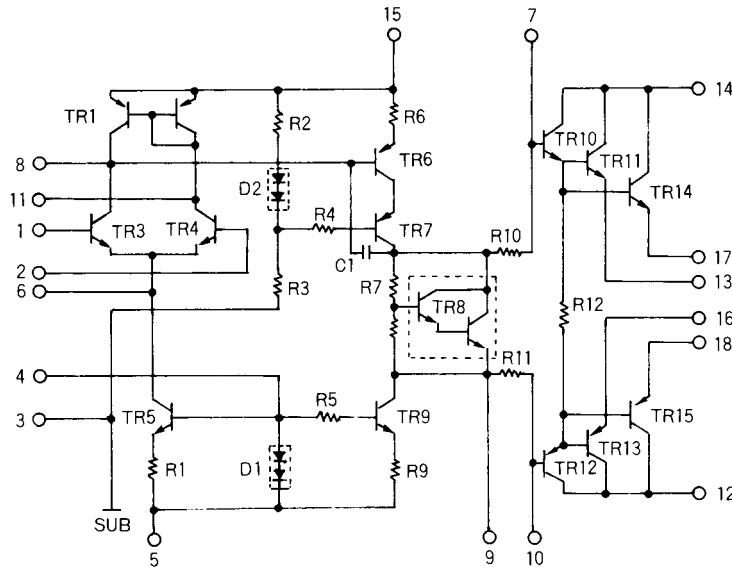 15
7
14
TR1
R2
R6
TR10
TR11
8
TR6
D2
TR14
11
R4
1
TR3
TR4
TR7
R10
17
2
C1
13
6
R3
R7
TR8
R12
16
18
4
R11
R5
3
TR5
TR9
TR15
R1
D1
R9
TR12
TR13
12
SUB
5
9
10